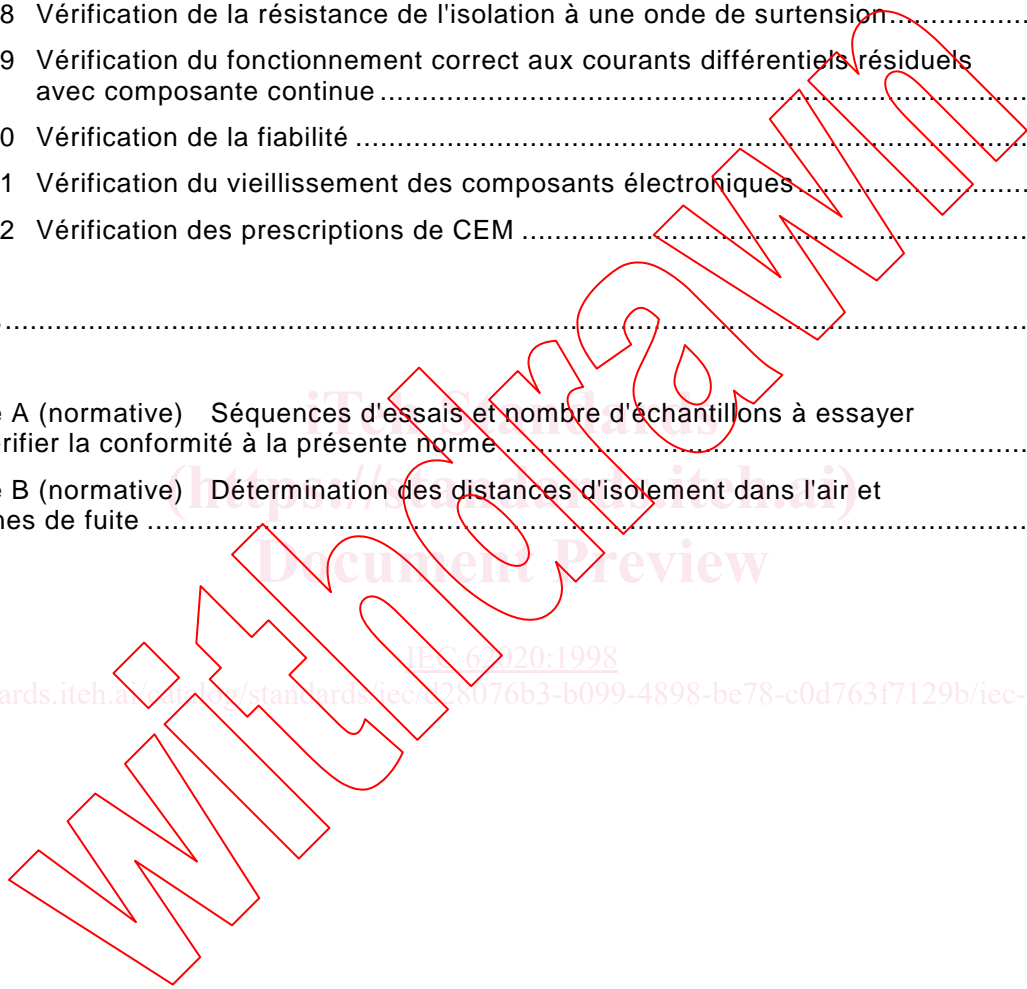 8 Vérification de la résistance de l'isolation à une onde de surtension..................
9 Vérification du fonctionnement correct aux courants différentiels résiduels
avec composante continue ..............................................................................
0 Vérification de la fiabilité .................................................................................
1 Vérification du vieillissement des composants électroniques............................
2 Vérification des prescriptions de CEM .............................................................
..............................................................................................................................
e A (normative) Séquences d'essais et nombre d'échantillons à essayer
érifier la conformité à la présente norme................................................................
e B (normative) Détermination des distances d'isolement dans l'air et
nes de fuite ..........................................................................................................
iTeh Standards
(https://standards.iteh.ai)
Document Preview
IEC 62020:1998
ards.iteh.ai/catalog/standards/iec/d28076b3-b099-4898-be78-c0d763f7129b/iec-
withdrawn